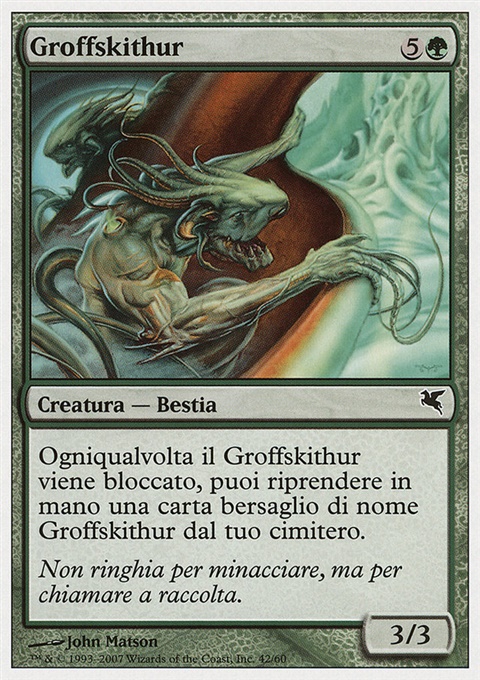 Groffskithur 5
Creatura — Bestia
Ogniqualvolta il Groffskithur
viene bloccato, puoi riprendere in
mano una carta bersaglio di nome
Groffskithur dal tuo cimitero.
Non ringhia per minacciare, ma per
chiamare a raccolta.
John Matson
3/3
™ & © 1993–2007 Wizards of the Coast, Inc. 42/60